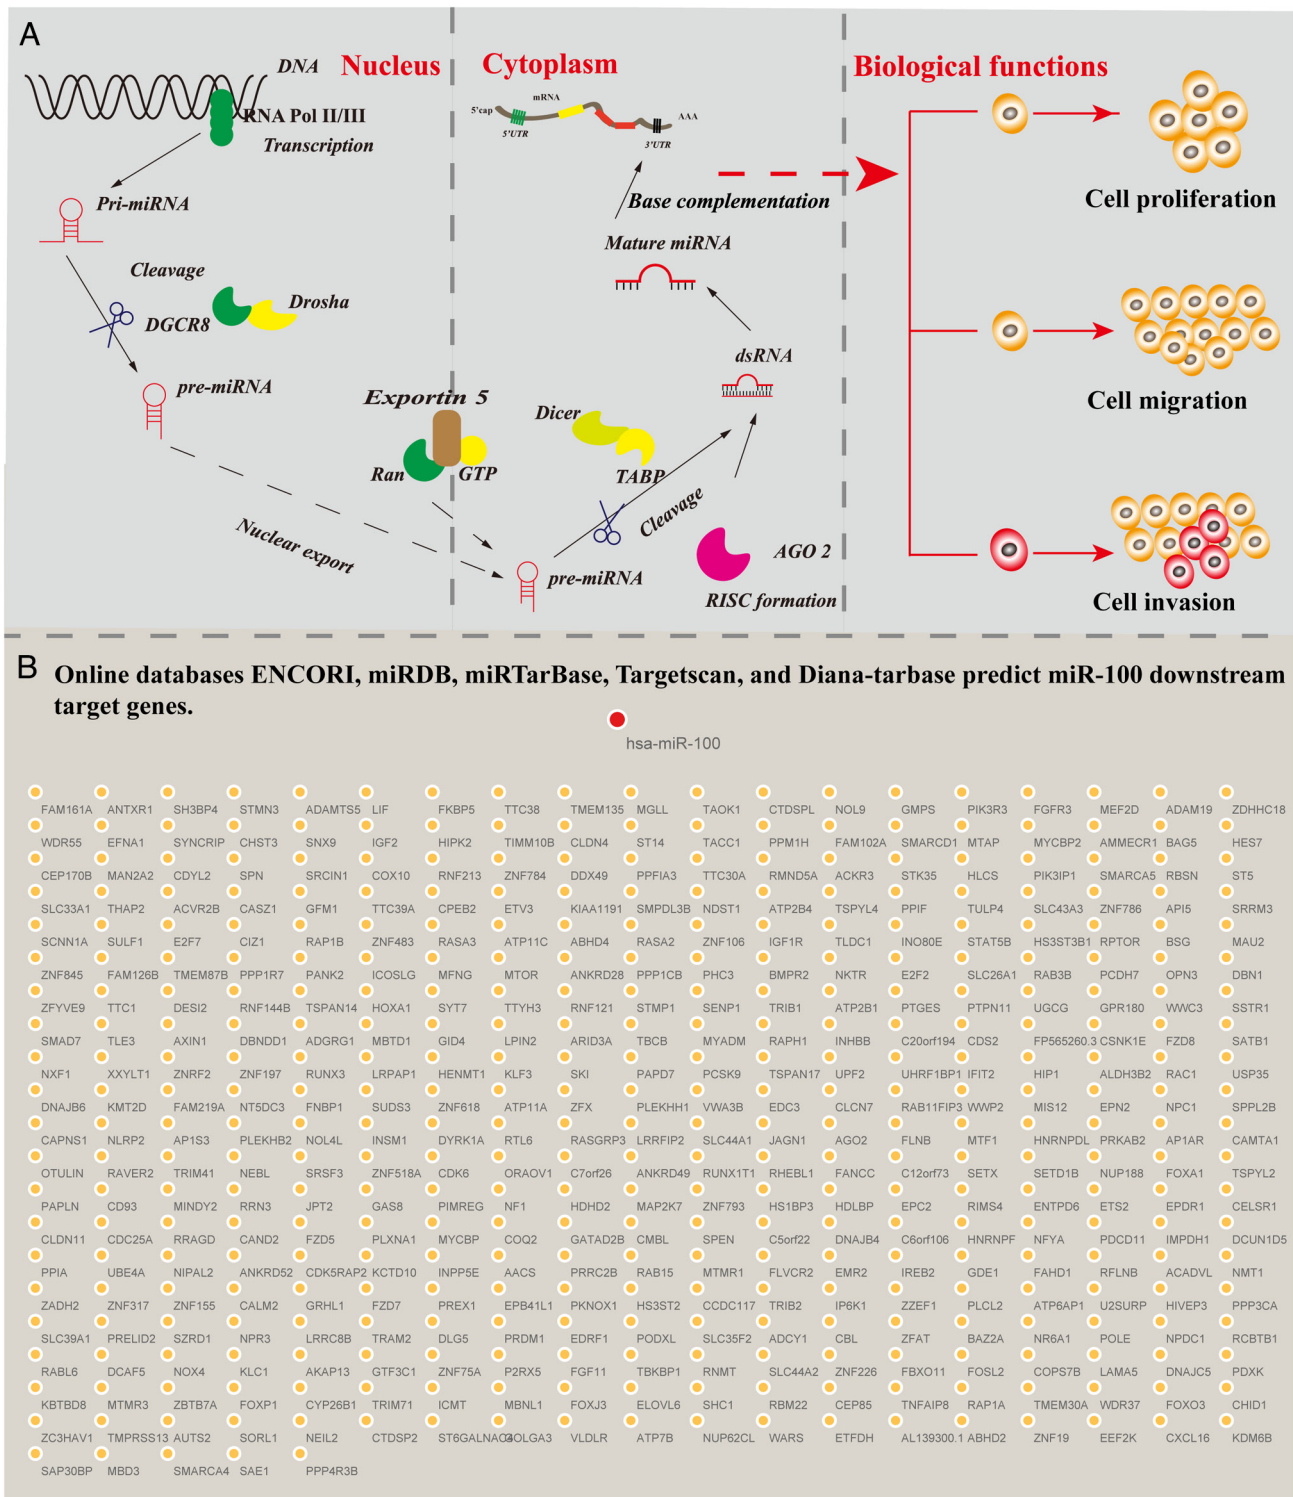 A
DNA
Nucleus
Cytoplasm
Biological functions
RNA Pol II/III
Transcription
Pri-miRNA
Cleavage
DGCR8
Drosha
pre-miRNA
Exportin 5
Ran
GTP
Nuclear export
5'cap
mRNA
AAA
5'UTR
3'UTR
Base complementation
Mature miRNA
dsRNA
Dicer
TABP
Cleavage
AGO 2
pre-miRNA
RISC formation
Cell proliferation
Cell migration
Cell invasion
B
Online databases ENCORI, miRDB, miRTarBase, Targetscan, and Diana-tarbase predict miR-100 downstream
target genes.
hsa-miR-100
FAM161A ANTXR1 SH3BP4 STMN3 ADAMTS5 LIF FKBP5 TTC38 TMEM135 MGLL TAOK1 CTDSPL NOL9 GMPS PIK3R3 FGFR3 MEF2D ADAM19 ZDHHC18
WDR55 EFNA1 SYNCRIP CHST3 SNX9 IGF2 HIPK2 TIMM10B CLDN4 ST14 TACC1 PPM1H FAM102A SMARCD1 MTAP MYCBP2 AMMECR1 BAG5 HES7
CEP170B MAN2A2 CDYL2 SPN SRCIN1 COX10 RNF213 ZNF784 DDX49 PPFIA3 TTC30A RMND5A ACKR3 STK35 HLCS PIK3IP1 SMARCA5 RBSN ST5
SLC33A1 THAP2 ACVR2B CASZ1 GFM1 TTC39A CPEB2 ETV3 KIAA1191 SMPDL3B NDST1 ATP2B4 TSPYL4 PPIF TULP4 SLC43A3 ZNF786 API5 SRRM3
SCNN1A SULF1 E2F7 CIZ1 RAP1B ZNF483 RASA3 ATP11C ABHD4 RASA2 ZNF106 IGF1R TLDC1 INO80E STAT5B HS3ST3B1 RPTOR BSG MAU2
ZNF845 FAM126B TMEM87B PPP1R7 PANK2 ICOSLG MFNG MTOR ANKRD28 PPP1CB PHC3 BMPR2 NKTR E2F2 SLC26A1 RAB3B PCDH7 OPN3 DBN1
ZFYVE9 TTC1 DESI2 RNF144B TSPAN14 HOXA1 SYT7 TTYH3 RNF121 STMP1 SENP1 TRIB1 ATP2B1 PTGES PTPN11 UGCG GPR180 WWC3 SSTR1
SMAD7 TLE3 AXIN1 DBNDD1 ADGRG1 MBTD1 GID4 LPIN2 ARID3A TBCB MYADM RAPH1 INHBB C20orf194 CDS2 FP565260.3 CSNK1E FZD8 SATB1
NXF1 XXYLT1 ZNRF2 ZNF197 RUNX3 LRPAP1 HENMT1 KLF3 SKI PAPD7 PCSK9 TSPAN17 UPF2 UHRF1BP1 IFIT2 HIP1 ALDH3B2 RAC1 USP35
DNAJB6 KMT2D FAM219A NT5DC3 FNBP1 SUDS3 ZNF618 ATP11A ZFX PLEKHH1 VWA3B EDC3 CLCN7 RAB11FIP3 WWP2 MIS12 EPN2 NPC1 SPPL2B
CAPNS1 NLRP2 AP1S3 PLEKHB2 NOL4L INSM1 DYRK1A RTL6 RASGRP3 LRRFIP2 SLC44A1 JAGN1 AGO2 FLNB MTF1 HNRNPDL PRKAB2 AP1AR CAMTA1
OTULIN RAVER2 TRIM41 NEBL SRSF3 ZNF518A CDK6 ORAOV1 C7orf26 ANKRD49 RUNX1T1 RHEBL1 FANCC C12orf73 SETX SETD1B NUP188 FOXA1 TSPYL2
PAPLN CD93 MINDY2 RRN3 JPT2 GAS8 PIMREG NF1 HDHD2 MAP2K7 ZNF793 HS1BP3 HDLBP EPC2 RIMS4 ENTPD6 ETS2 EPDR1 CELSR1
CLDN11 CDC25A RRAGD CAND2 FZD5 PLXNA1 MYCBP COQ2 GATAD2B CMBL SPEN C5orf22 DNAJB4 C6orf106 HNRNPF NFYA PDCD11 IMPDH1 DCUN1D5
PPIA UBE4A NIPAL2 ANKRD52 CDK5RAP2 KCTD10 INPP5E AACS PRRC2B RAB15 MTMR1 FLVCR2 EMR2 IREB2 GDE1 FAHD1 RFLNB ACADVL NMT1
ZADH2 ZNF317 ZNF155 CALM2 GRHL1 FZD7 PREX1 EPB41L1 PKNOX1 HS3ST2 CCDC117 TRIB2 IP6K1 ZZEF1 PLCL2 ATP6AP1 U2SURP HIVEP3 PPP3CA
SLC39A1 PRELID2 SZRD1 NPR3 LRRC8B TRAM2 DLG5 PRDM1 EDRF1 PODXL SLC35F2 ADCY1 CBL ZFAT BAZ2A NR6A1 POLE NPDC1 RCBTB1
RABL6 DCAF5 NOX4 KLC1 AKAP13 GTF3C1 ZNF75A P2RX5 FGF11 TBKBP1 RNMT SLC44A2 ZNF226 FBXO11 FOSL2 COPS7B LAMA5 DNAJC5 PDXK
KBTBD8 MTMR3 ZBTB7A FOXP1 CYP26B1 TRIM71 ICMT MBNL1 FOXJ3 ELOVL6 SHC1 RBM22 CEP85 TNFAIP8 RAP1A TMEM30A WDR37 FOXO3 CHID1
ZC3HAV1 TMPRSS13 AUTS2 SORL1 NEIL2 CTDSP2 ST6GALNAC4 GOLGA3 VLDLR ATP7B NUP62CL WARS ETFDH AL139300.1 ABHD2 ZNF19 EEF2K CXCL16 KDM6B
SAP30BP MBD3 SMARCA4 SAE1 PPP4R3B